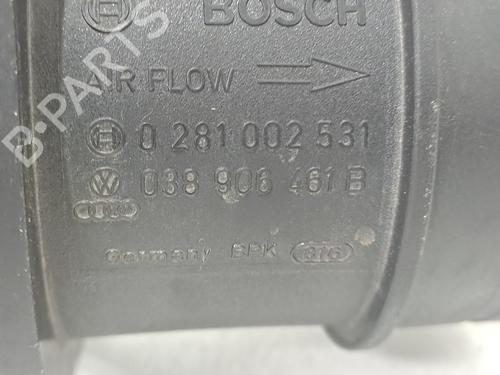 BOSCH
AIR FLOW
0 281 002 531
038 906 461 B
Germany BPK
B-PARTS